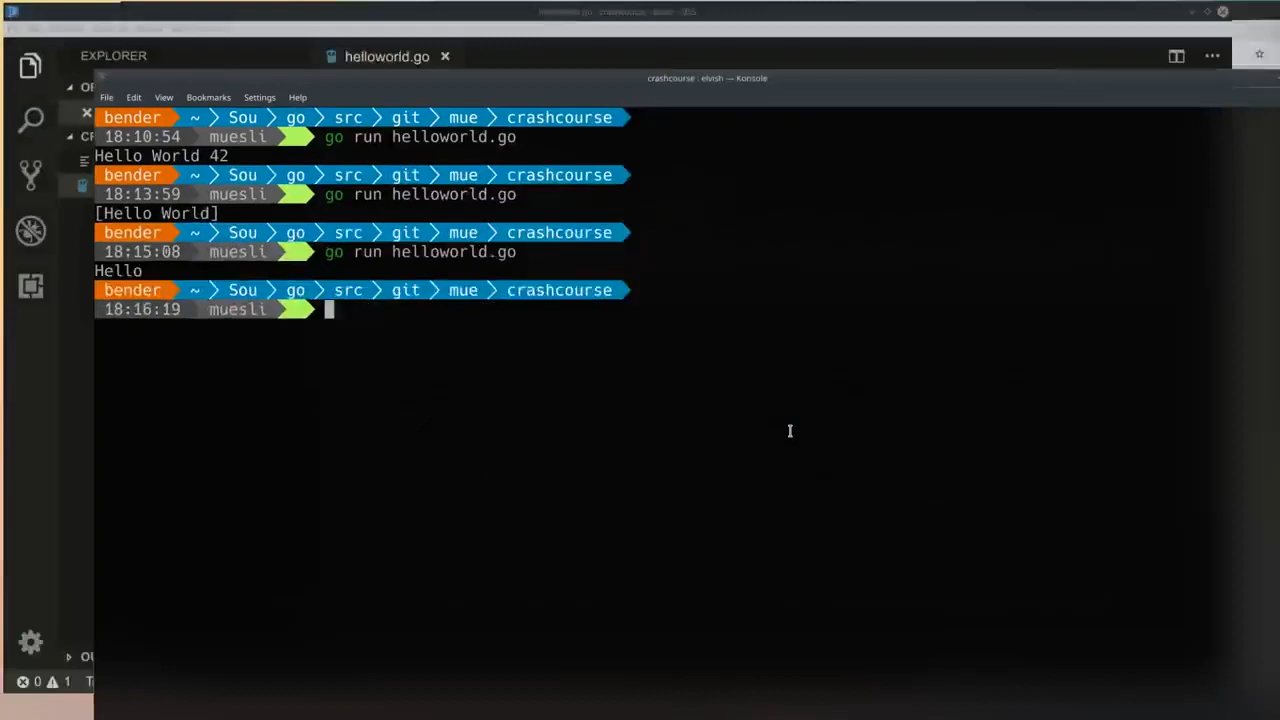 EXPLORER
helloworld.go
crashcourse : elvish — Konsole
File Edit View Bookmarks Settings Help
bender ~ Sou go src git mue crashcourse
18:10:54 muesli go run helloworld.go
Hello World 42
bender ~ Sou go src git mue crashcourse
18:13:59 muesli go run helloworld.go
[Hello World]
bender ~ Sou go src git mue crashcourse
18:15:08 muesli go run helloworld.go
Hello
bender ~ Sou go src git mue crashcourse
18:16:19 muesli
0 1